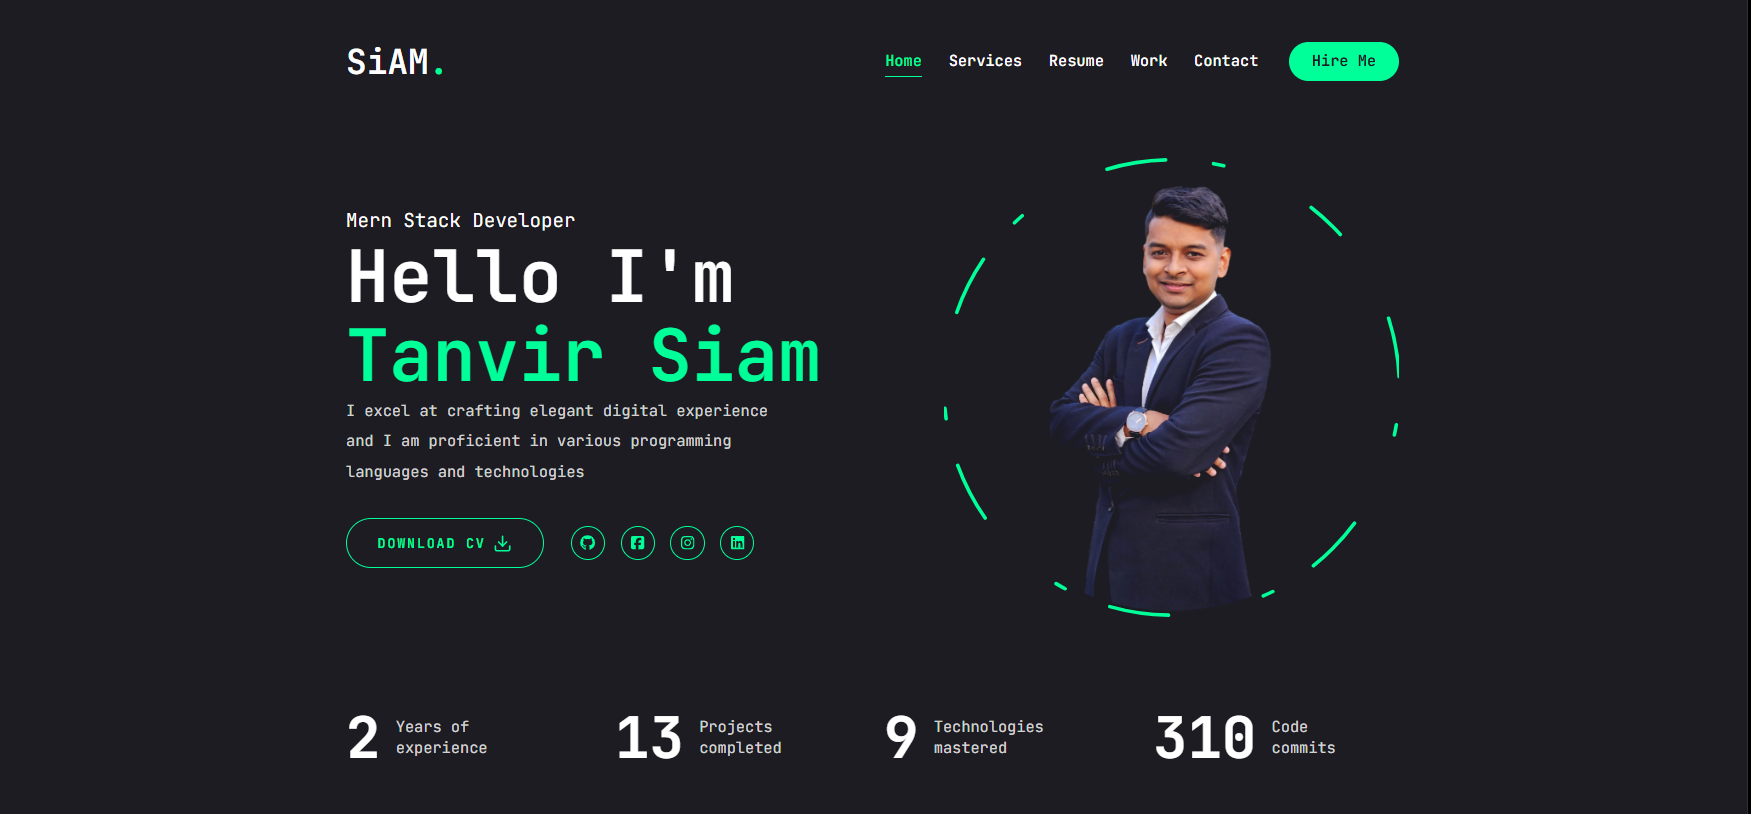 SiAM.
Home Services Resume Work Contact Hire Me
Mern Stack Developer
Hello I'm
Tanvir Siam
I excel at crafting elegant digital experience
and I am proficient in various programming
languages and technologies
DOWNLOAD CV
2 Years of experience
13 Projects completed
9 Technologies mastered
310 Code commits